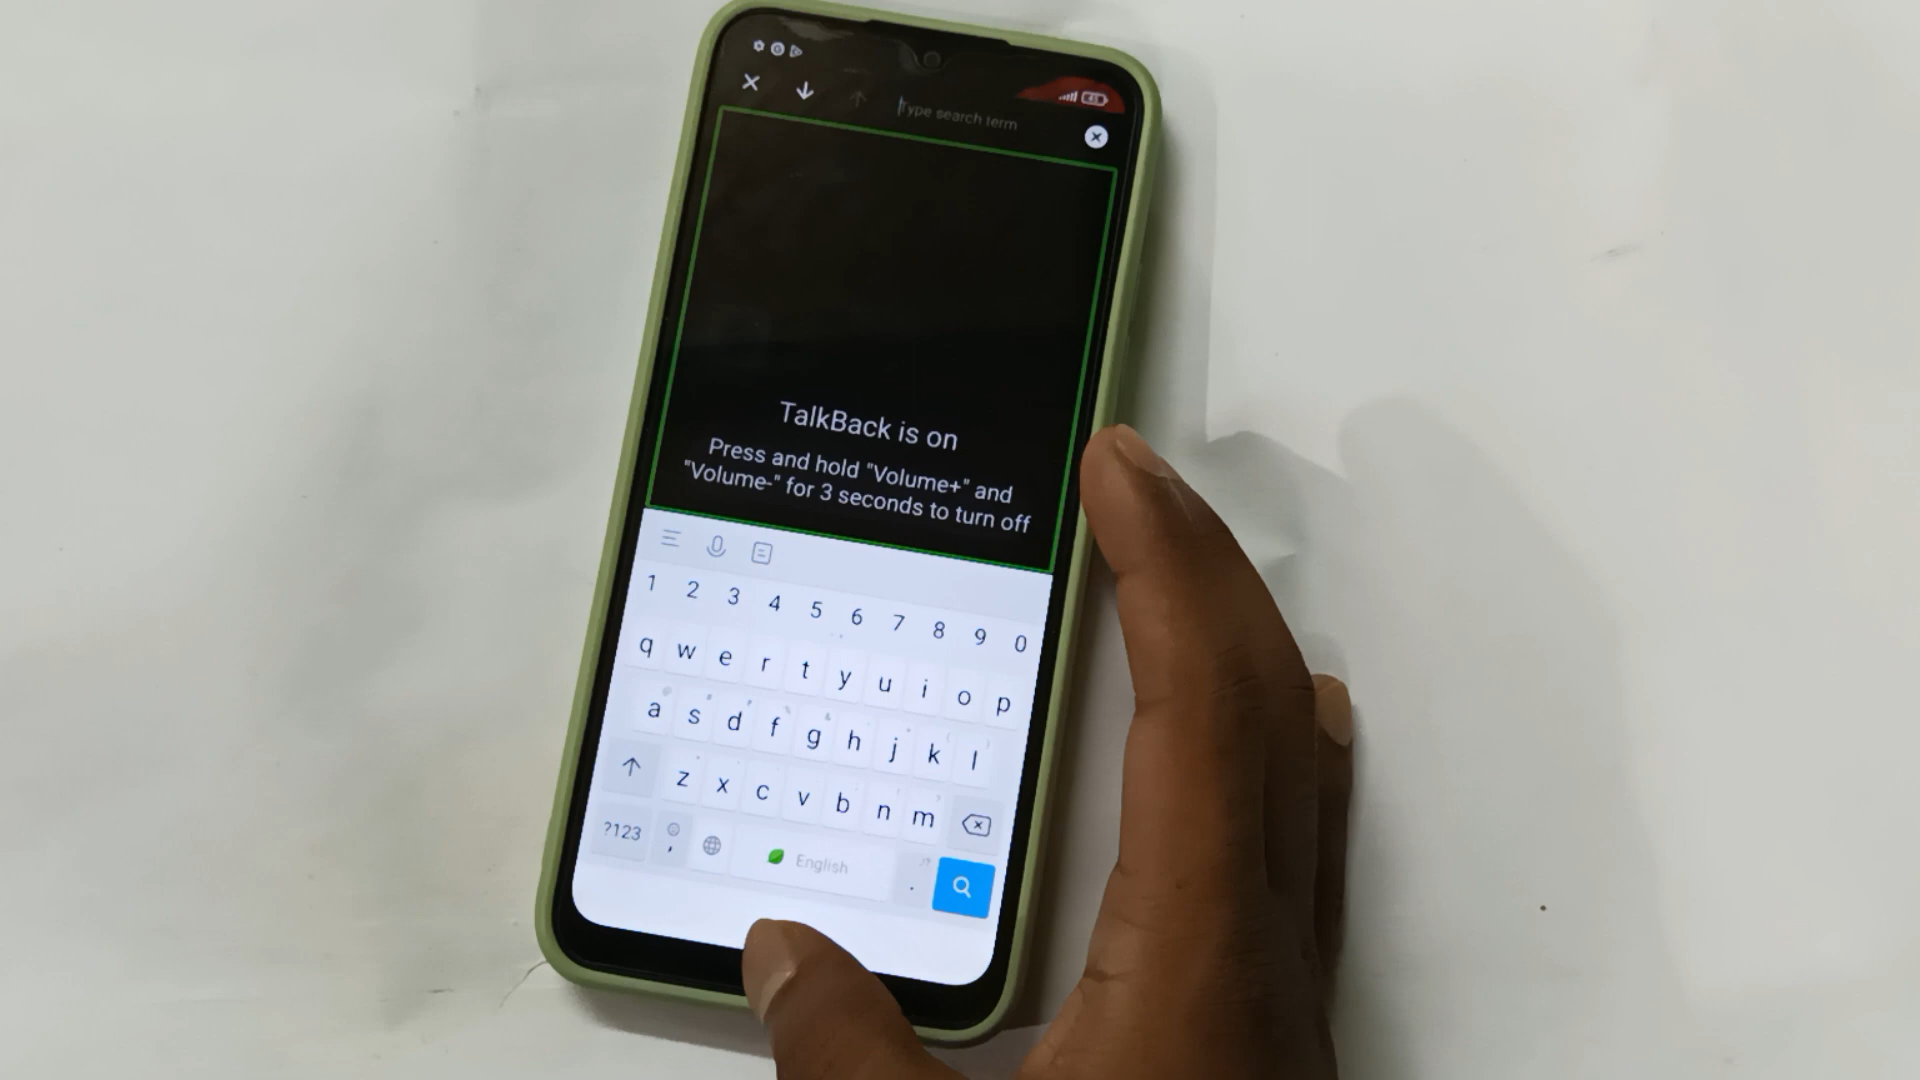 Type search term
TalkBack is on
Press and hold "Volume+" and
"Volume-" for 3 seconds to turn off
1 2 3 4 5 6 7 8 9 0
q w e r t y u i o p
a s d f g h j k l
z x c v b n m
?123 , English .